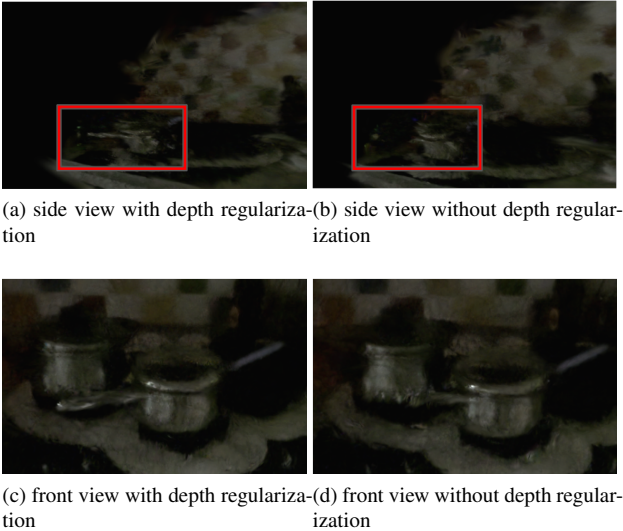 (a) side view with depth regulariza-
tion
(b) side view without depth regular-
ization
(c) front view with depth regulariza-
tion
(d) front view without depth regular-
ization